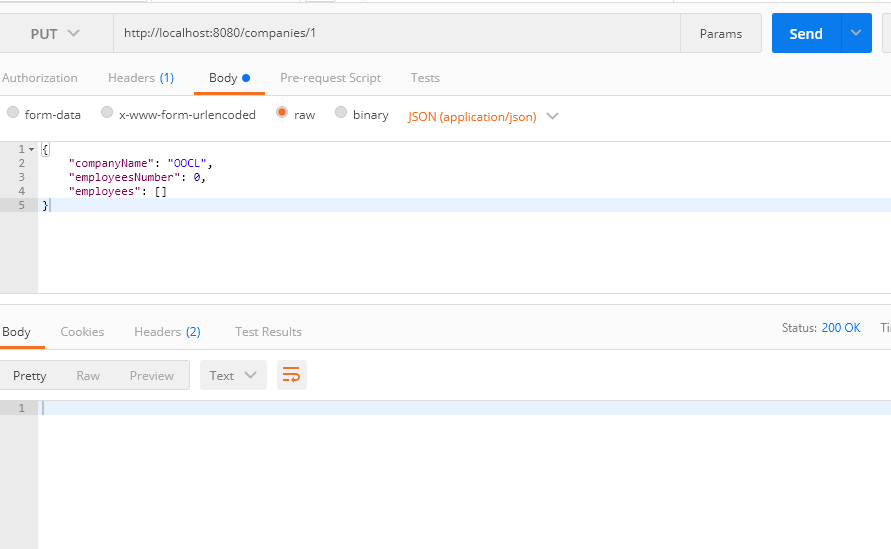 PUT http://localhost:8080/companies/1 Params Send
Authorization Headers (1) Body Pre-request Script Tests
form-data x-www-form-urlencoded raw binary JSON (application/json)
1 {
2 "companyName": "OOCL",
3 "employeesNumber": 0,
4 "employees": []
5 }
Body Cookies Headers (2) Test Results Status: 200 OK Ti
Pretty Raw Preview Text
1